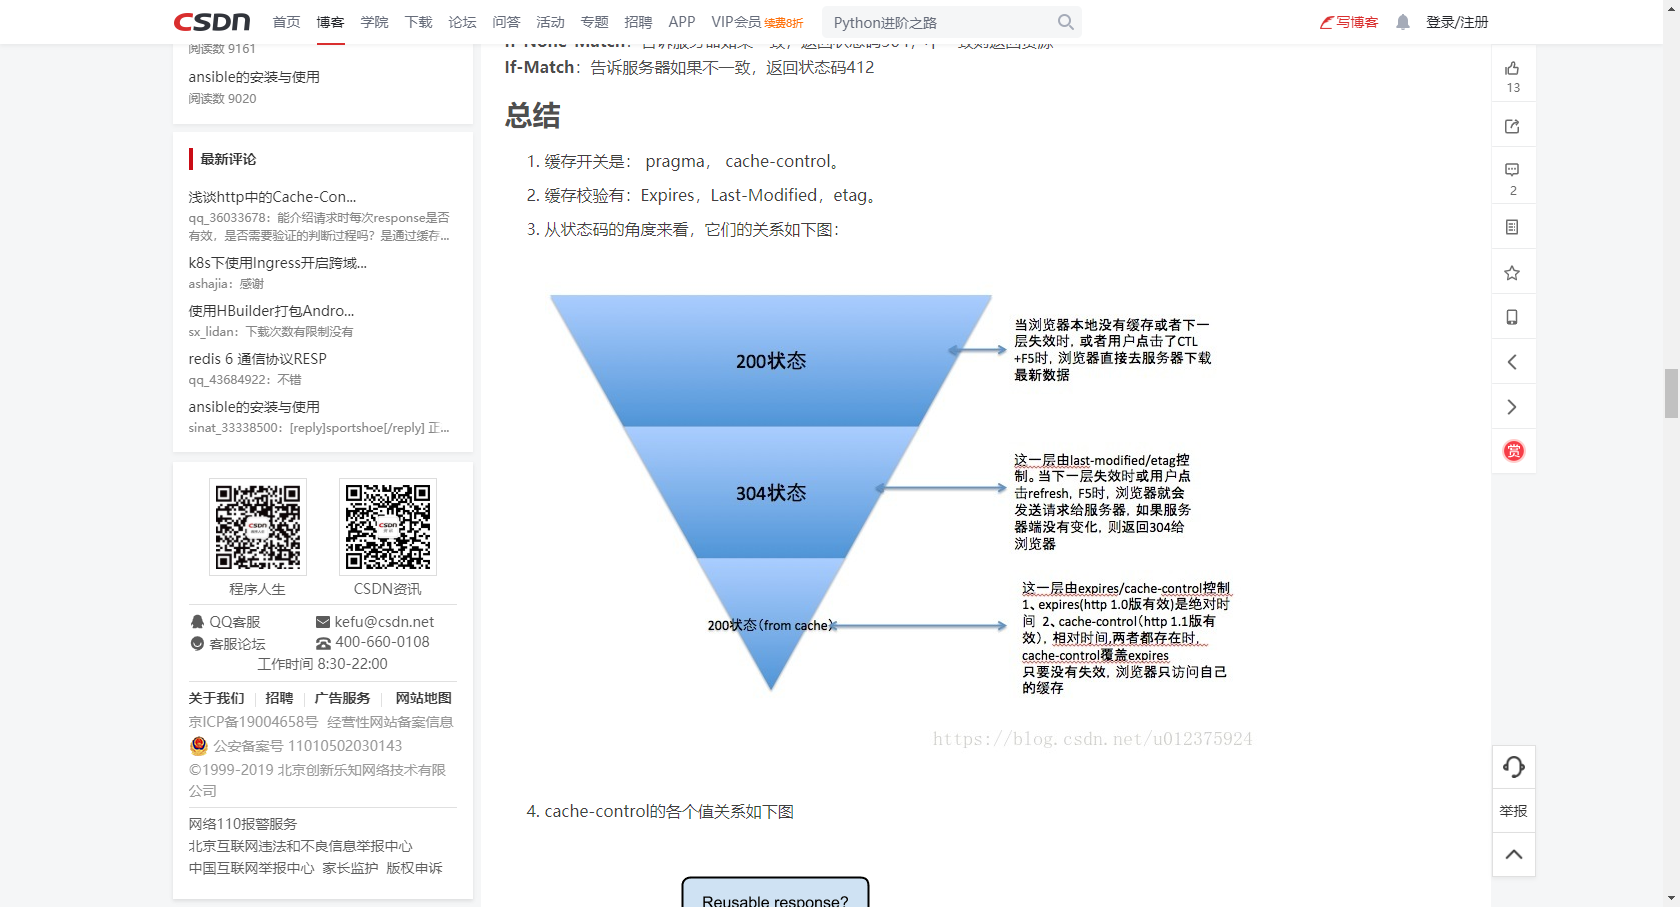 CSDN 首页 博客 学院 下载 论坛 问答 活动 专题 招聘 APP VIP会员 续费8折 Python进阶之路 写博客 登录/注册
阅读数 9161
ansible的安装与使用
阅读数 9020
最新评论
浅谈http中的Cache-Con...
qq_36033678：能介绍请求时每次response是否
有效，是否需要验证的判断过程吗？是通过缓存...
k8s下使用Ingress开启跨域...
ashajia：感谢
使用HBuilder打包Andro...
sx_lidan：下载次数有限制没有
redis 6 通信协议RESP
qq_43684922：不错
ansible的安装与使用
sinat_33338500：[reply]sportshoe[/reply] 正...
CSDN
CSDN
程序人生 CSDN资讯
QQ客服 kefu@csdn.net
客服论坛 400-660-0108
工作时间 8:30-22:00
关于我们 招聘 广告服务 网站地图
京ICP备19004658号 经营性网站备案信息
公安备案号 11010502030143
©1999-2019 北京创新乐知网络技术有限
公司
网络110报警服务
北京互联网违法和不良信息举报中心
中国互联网举报中心 家长监护 版权申诉
If-None-Match：告诉服务器如果一致，返回状态码304，不一致则返回资源
If-Match：告诉服务器如果不一致，返回状态码412
总结
1. 缓存开关是： pragma， cache-control。
2. 缓存校验有：Expires，Last-Modified，etag。
3. 从状态码的角度来看，它们的关系如下图：
200状态
当浏览器本地没有缓存或者下一
层失效时，或者用户点击了CTL
+F5时，浏览器直接去服务器下载
最新数据
304状态
这一层由last-modified/etag控
制。当下一层失效时或用户点
击refresh，F5时，浏览器就会
发送请求给服务器，如果服务
器端没有变化，则返回304给
浏览器
200状态（from cache）
这一层由expires/cache-control控制
1、expires(http 1.0版有效)是绝对时
间 2、cache-control（http 1.1版有
效），相对时间,两者都存在时，
cache-control覆盖expires
只要没有失效，浏览器只访问自己
的缓存
https://blog.csdn.net/u012375924
4. cache-control的各个值关系如下图
Reusable response?
13
2
赏
举报